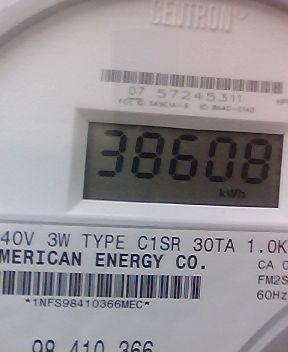 CENTRON®
07 57245311
38608
kWh
40V 3W TYPE C1SR 30TA 1.0K
MERICAN ENERGY CO.
CA 0
FM2S
60Hz
*1NFS98410366MEC*
98 410 366